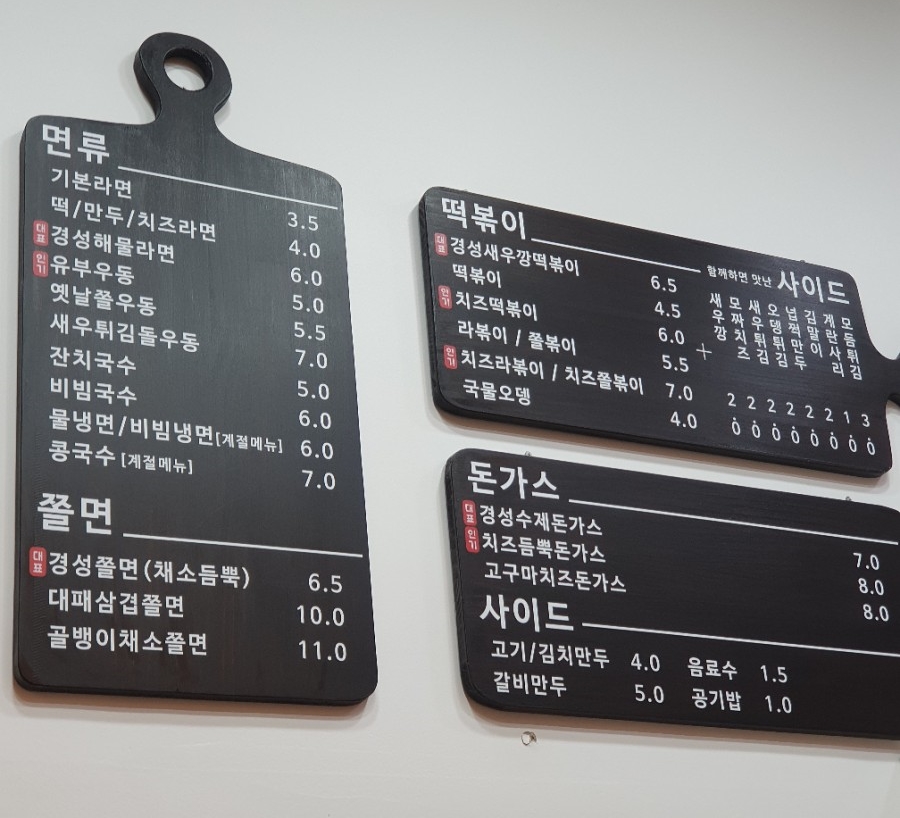 면류
기본라면 3.5
떡/만두/치즈라면 4.0
대표 경성해물라면 6.0
인기 유부우동 5.0
옛날쫄우동 5.5
새우튀김돌우동 7.0
잔치국수 5.0
비빔국수 6.0
물냉면/비빔냉면[계절메뉴] 6.0
콩국수 [계절메뉴] 7.0
쫄면
대표 경성쫄면(채소듬뿍) 6.5
대패삼겹쫄면 10.0
골뱅이채소쫄면 11.0
떡볶이
대표 경성새우깡떡볶이 6.5
떡볶이 4.5
인기 치즈떡볶이 6.0
라볶이 / 쫄볶이 5.5
인기 치즈라볶이 / 치즈쫄볶이 7.0
국물오뎅 4.0
+
함께하면 맛난 사이드
새우깡 2.0
모짜치즈 2.0
새우튀김 2.0
오뎅튀김 2.0
넙쩍만두 2.0
김말이 2.0
계란사리 1.0
모듬튀김 3.0
돈가스
대표 경성수제돈가스 7.0
인기 치즈듬뿍돈가스 8.0
고구마치즈돈가스 8.0
사이드
고기/김치만두 4.0 음료수 1.5
갈비만두 5.0 공기밥 1.0